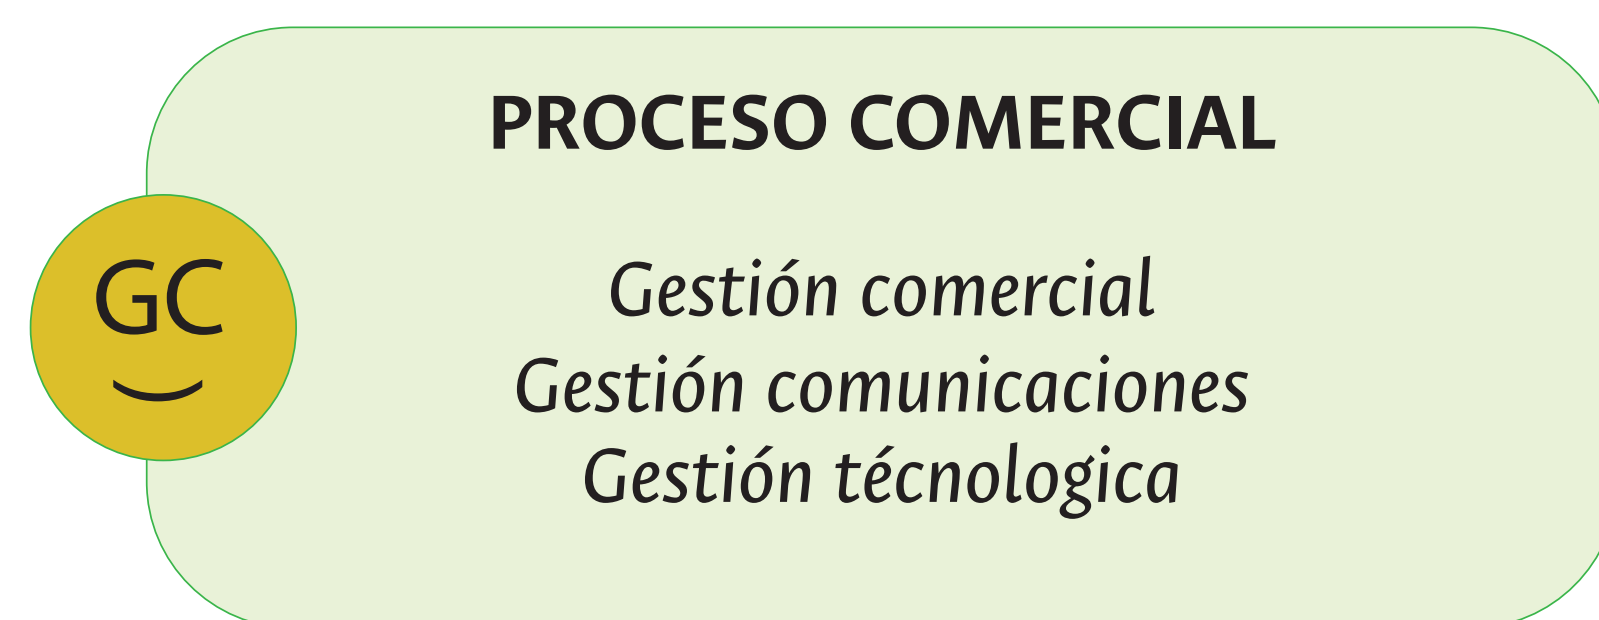 PROCESO COMERCIAL
GC
Gestión comercial
Gestión comunicaciones
Gestión técnologica